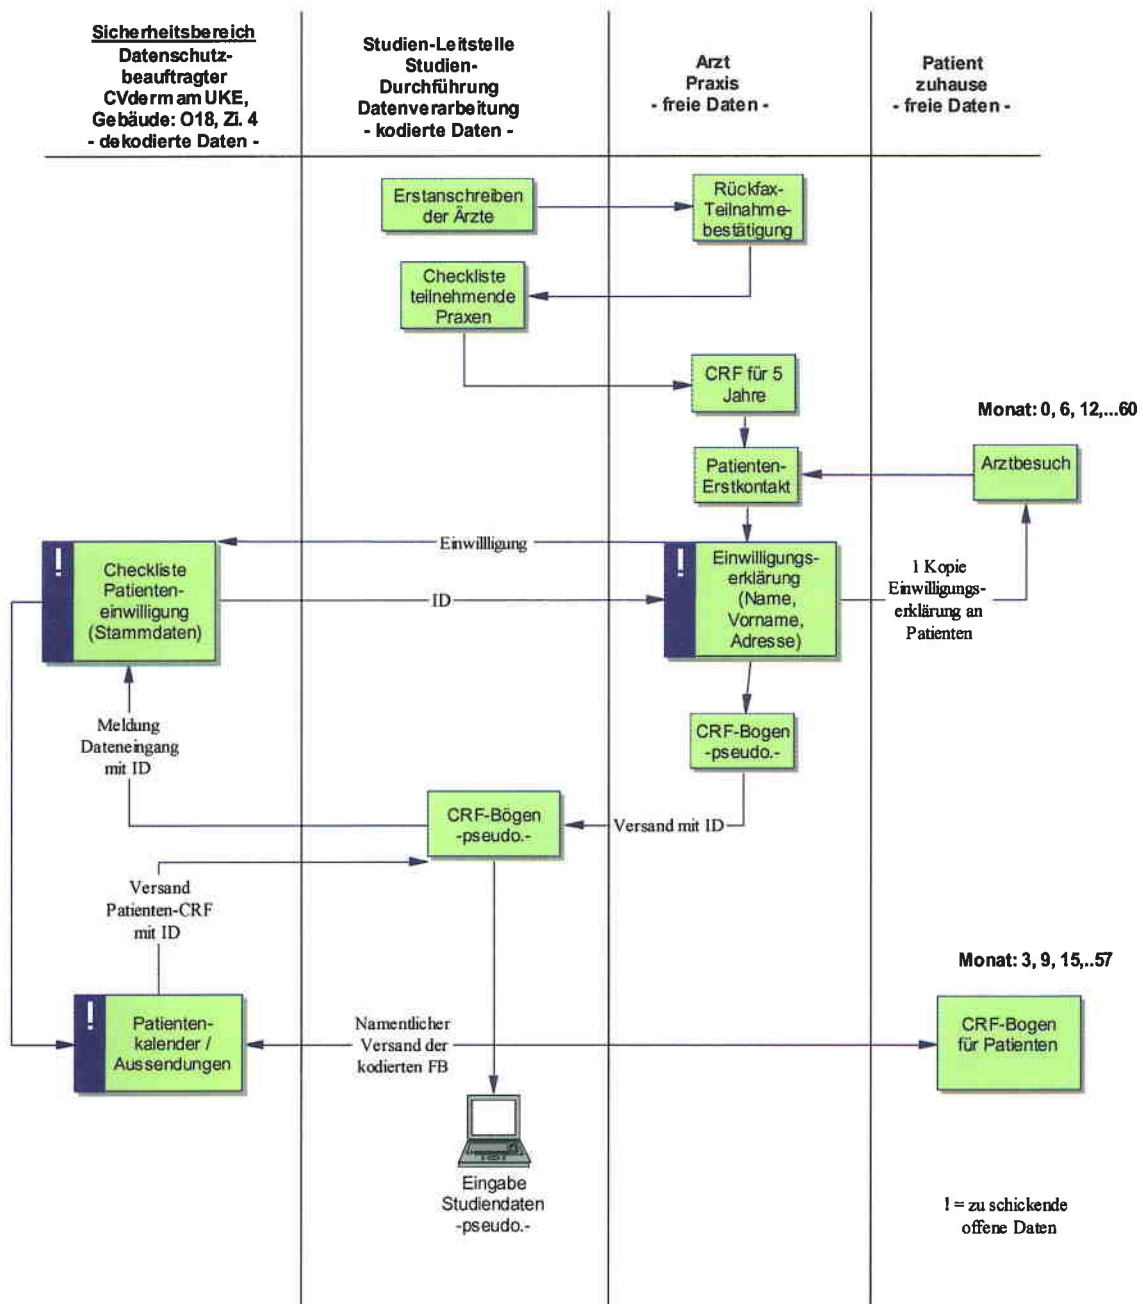 Sicherheitsbereich
Datenschutz-
beauftragter
CVderm am UKE,
Gebäude: O18, Zi. 4
- dekodierte Daten -
Studien-Leitstelle
Studien-
Durchführung
Datenverarbeitung
- kodierte Daten -
Arzt
Praxis
- freie Daten -
Patient
zuhause
- freie Daten -
Erstanschreiben
der Ärzte
Rückfax-
Teilnahme-
bestätigung
Checkliste
teilnehmende
Praxen
CRF für 5
Jahre
Monat: 0, 6, 12,...60
Patienten-
Erstkontakt
Arztbesuch
Einwillligung
!
Checkliste
Patienten-
einwilligung
(Stammdaten)
ID
!
Einwilligungs-
erklärung
(Name,
Vorname,
Adresse)
1 Kopie
Einwilligungs-
erklärung an
Patienten
Meldung
Dateneingang
mit ID
CRF-Bogen
-pseudo.-
CRF-Bögen
-pseudo.-
Versand mit ID
Versand
Patienten-CRF
mit ID
Monat: 3, 9, 15,..57
!
Patienten-
kalender /
Aussendungen
Namentlicher
Versand der
kodierten FB
CRF-Bogen
für Patienten
Eingabe
Studiendaten
-pseudo.-
! = zu schickende
offene Daten